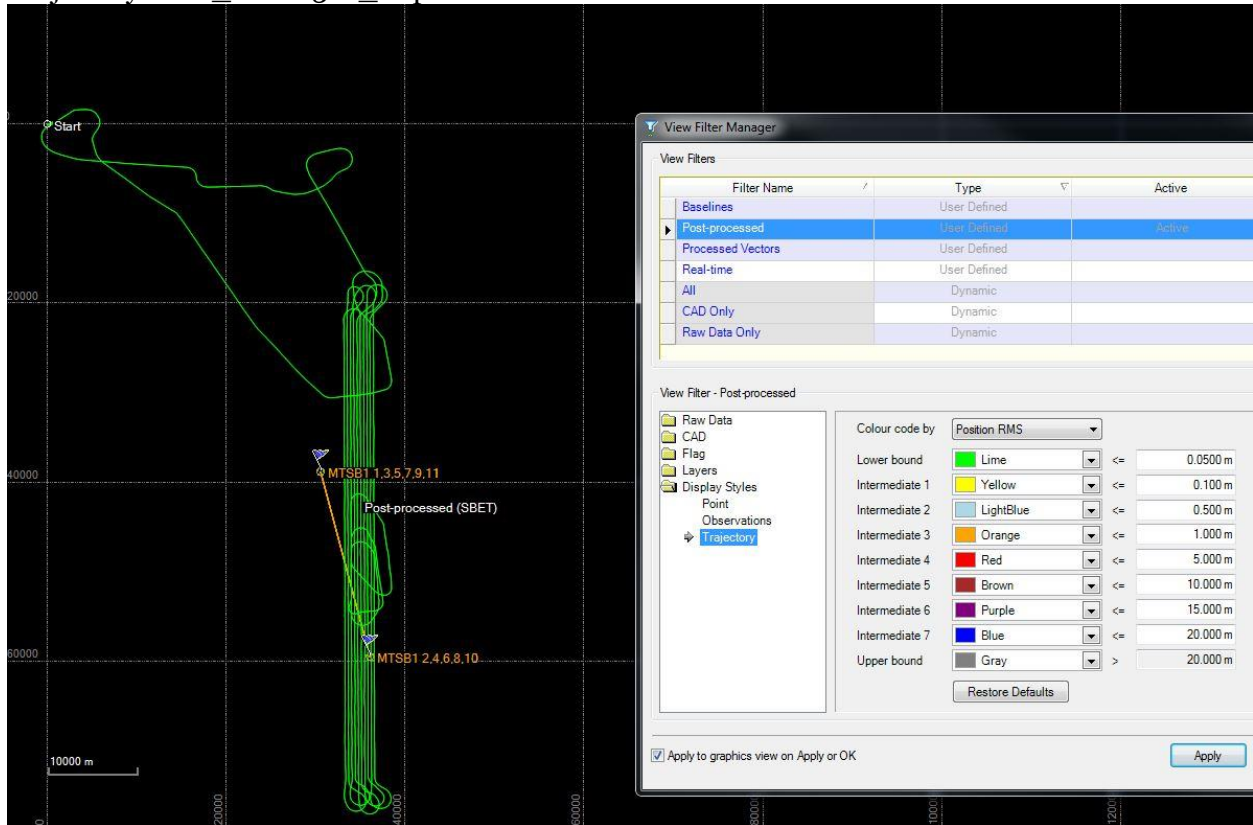 Start
20000
40000
60000
MTSB1 1,3,5,7,9,11
Post-processed (SBET)
MTSB1 2,4,6,8,10
10000 m
0
20000
40000
60000
80000
View Filter Manager
View Filters
Filter Name
Type
Active
Baselines
User Defined
Post-processed
User Defined
Active
Processed Vectors
User Defined
Real-time
User Defined
All
Dynamic
CAD Only
Dynamic
Raw Data Only
Dynamic
View Filter - Post-processed
Raw Data
CAD
Flag
Layers
Display Styles
Point
Observations
Trajectory
Colour code by
Position RMS
Lower bound
Lime
<=
0.0500 m
Intermediate 1
Yellow
<=
0.100 m
Intermediate 2
LightBlue
<=
0.500 m
Intermediate 3
Orange
<=
1.000 m
Intermediate 4
Red
<=
5.000 m
Intermediate 5
Brown
<=
10.000 m
Intermediate 6
Purple
<=
15.000 m
Intermediate 7
Blue
<=
20.000 m
Upper bound
Gray
>
20.000 m
Restore Defaults
Apply to graphics view on Apply or OK
Apply